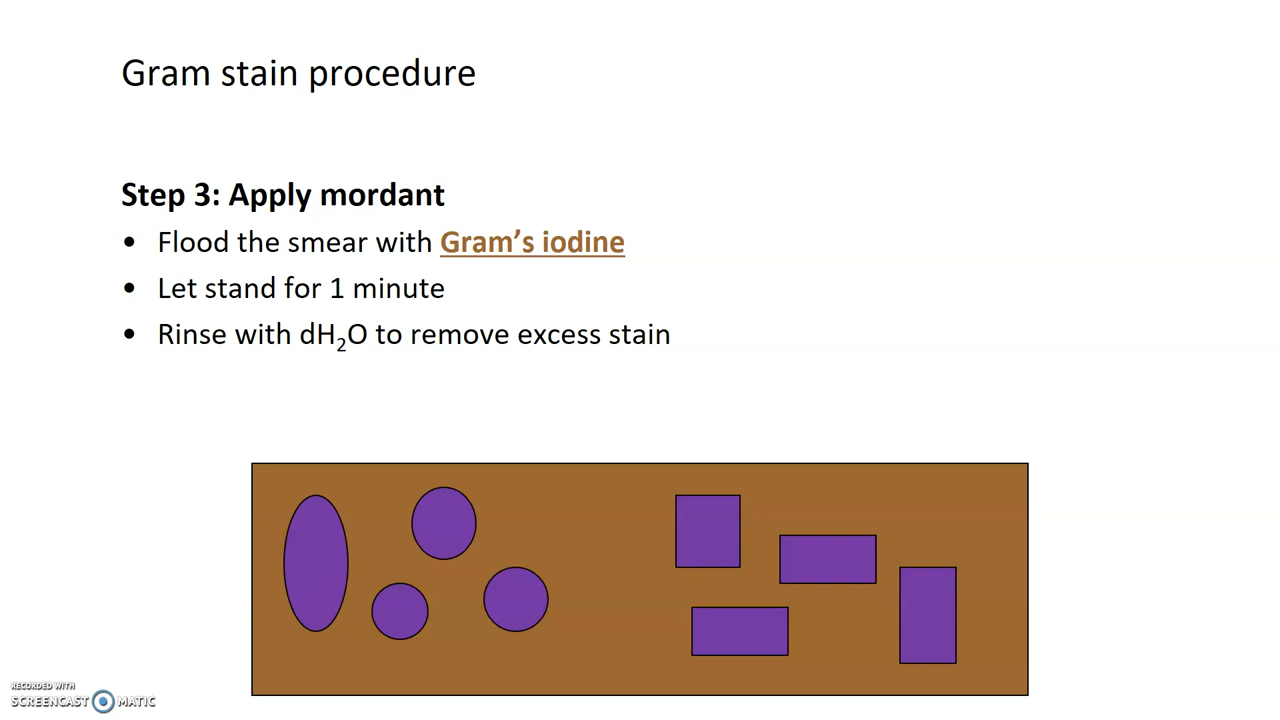 Gram stain procedure
Step 3: Apply mordant
• Flood the smear with Gram’s iodine
• Let stand for 1 minute
• Rinse with dH₂O to remove excess stain
RECORDED WITH
SCREENCAST MATIC